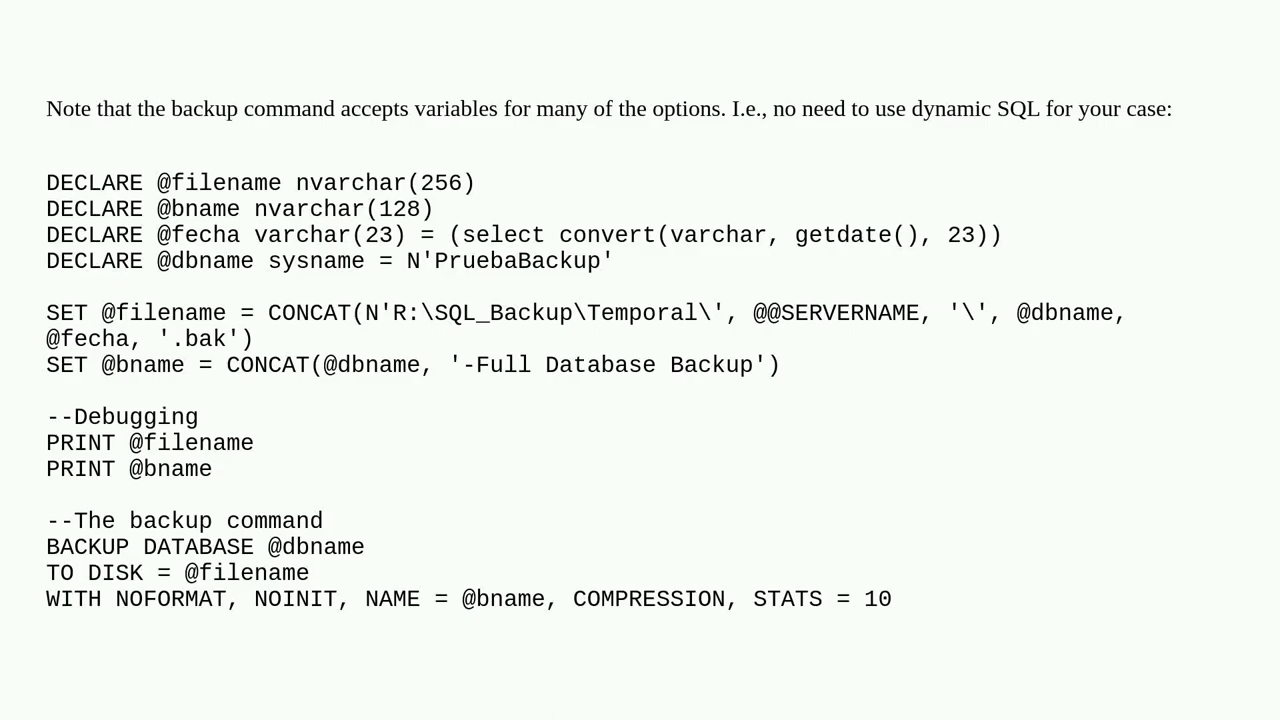 Note that the backup command accepts variables for many of the options. I.e., no need to use dynamic SQL for your case:
DECLARE @filename nvarchar(256)
DECLARE @bname nvarchar(128)
DECLARE @fecha varchar(23) = (select convert(varchar, getdate(), 23))
DECLARE @dbname sysname = N'PruebaBackup'
SET @filename = CONCAT(N'R:\SQL_Backup\Temporal\', @@SERVERNAME, '\', @dbname,
@fecha, '.bak')
SET @bname = CONCAT(@dbname, '-Full Database Backup')
--Debugging
PRINT @filename
PRINT @bname
--The backup command
BACKUP DATABASE @dbname
TO DISK = @filename
WITH NOFORMAT, NOINIT, NAME = @bname, COMPRESSION, STATS = 10